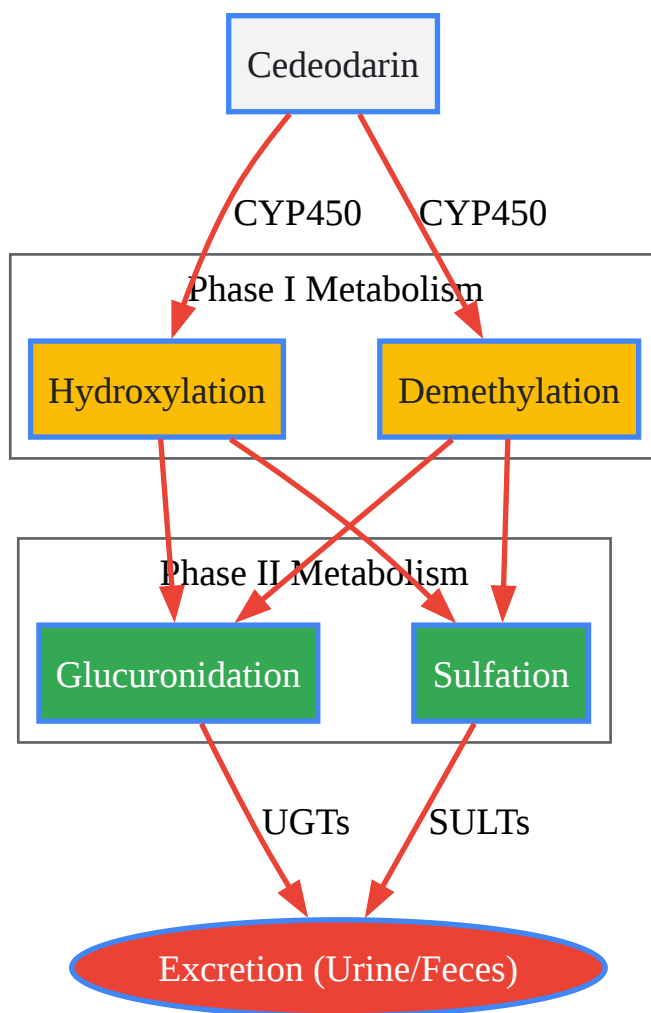 Cedeodarin
CYP450
CYP450
Phase I Metabolism
Hydroxylation
Demethylation
Phase II Metabolism
Glucuronidation
Sulfation
UGTs
SULTs
Excretion (Urine/Feces)